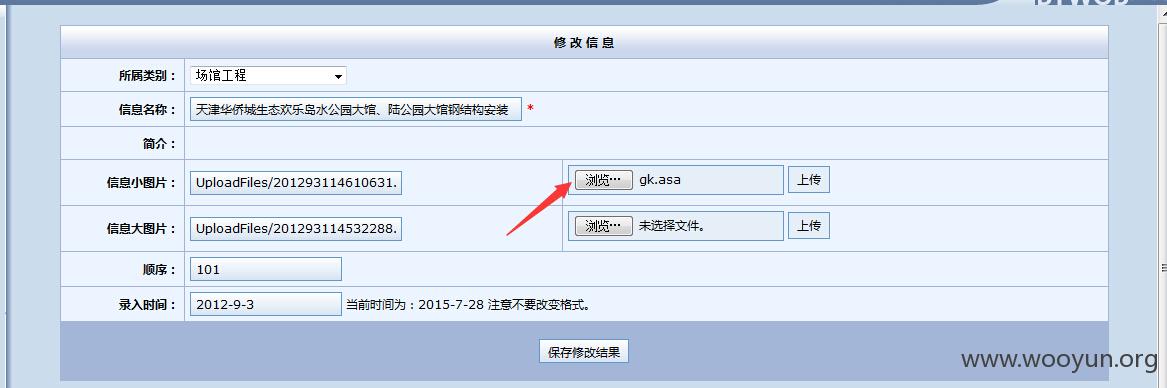 修 改 信 息
所属类别： 场馆工程
信息名称： 天津华侨城生态欢乐岛水公园大馆、陆公园大馆钢结构安装 *
简介：
信息小图片： UploadFiles/201293114610631. 浏览… gk.asa 上传
信息大图片： UploadFiles/201293114532288. 浏览… 未选择文件。 上传
顺序： 101
录入时间： 2012-9-3 当前时间为：2015-7-28 注意不要改变格式。
保存修改结果
www.wooyun.org